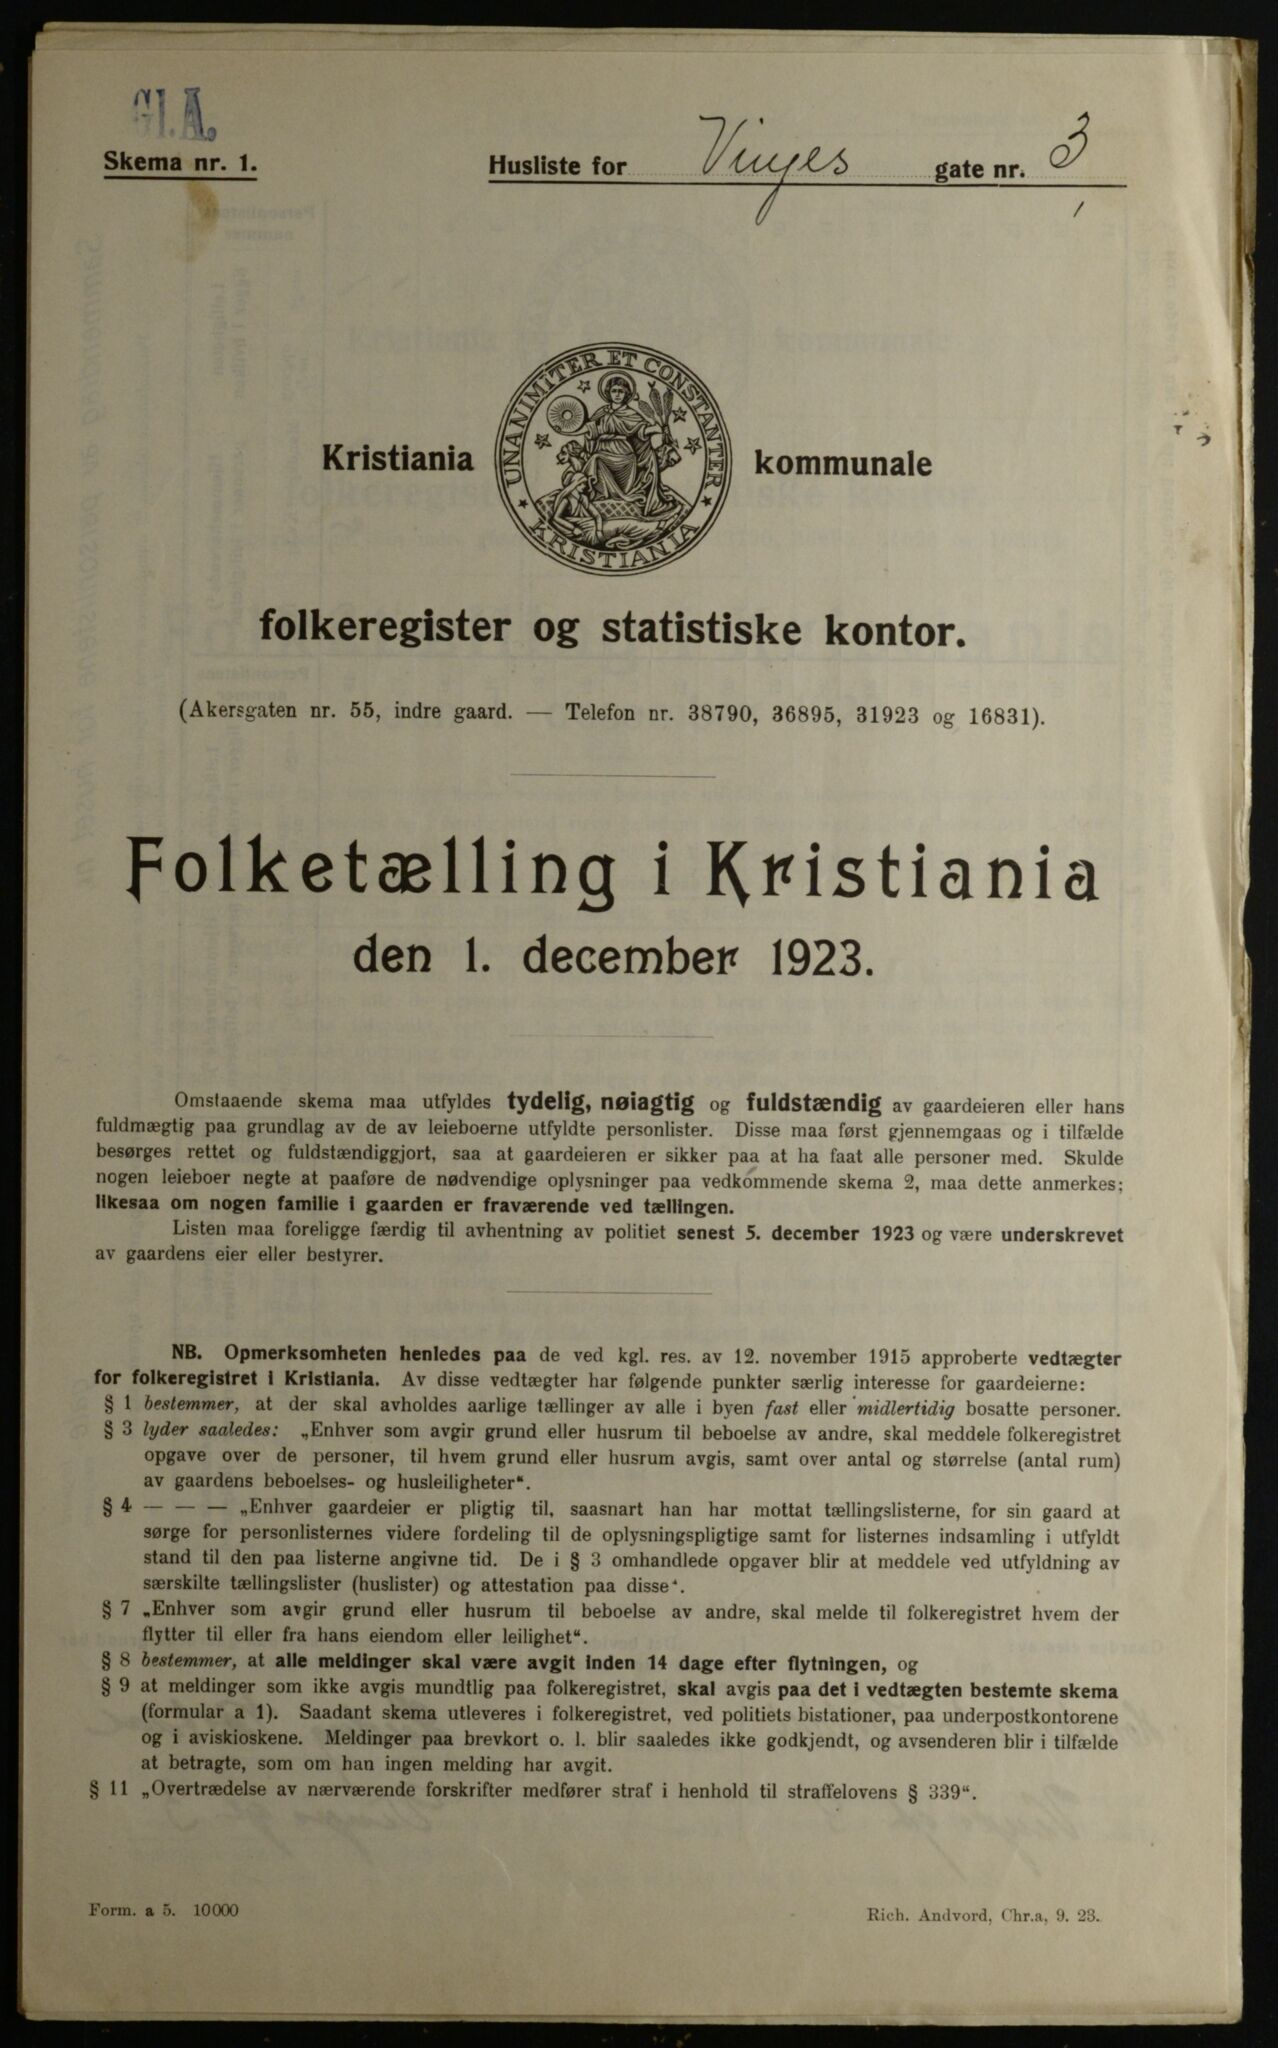 Gl. A.
Skema nr. 1.
Husliste for Vinjes gate nr. 3
Kristiania kommunale
UNANIMITER ET CONSTANTER
KRISTIANIA
folkeregister og statistiske kontor.
(Akersgaten nr. 55, indre gaard. — Telefon nr. 38790, 36895, 31923 og 16831).
Folketælling i Kristiania
den 1. december 1923.
Omstaaende skema maa utfyldes tydelig, nøiagtig og fuldstændig av gaardeieren eller hans
fuldmægtig paa grundlag av de av leieboerne utfyldte personlister. Disse maa først gjennemgaas og i tilfælde
besørges rettet og fuldstændiggjort, saa at gaardeieren er sikker paa at ha faat alle personer med. Skulde
nogen leieboer negte at paaføre de nødvendige oplysninger paa vedkommende skema 2, maa dette anmerkes;
likesaa om nogen familie i gaarden er fraværende ved tællingen.
Listen maa foreligge færdig til avhentning av politiet senest 5. december 1923 og være underskrevet
av gaardens eier eller bestyrer.
NB. Opmerksomheten henledes paa de ved kgl. res. av 12. november 1915 approberte vedtægter
for folkeregistret i Kristiania. Av disse vedtægter har følgende punkter særlig interesse for gaardeierne:
§ 1 bestemmer, at der skal avholdes aarlige tællinger av alle i byen fast eller midlertidig bosatte personer.
§ 3 lyder saaledes: „Enhver som avgir grund eller husrum til beboelse av andre, skal meddele folkeregistret
opgave over de personer, til hvem grund eller husrum avgis, samt over antal og størrelse (antal rum)
av gaardens beboelses- og husleiligheter“.
§ 4 — — — „Enhver gaardeier er pligtig til, saasnart han har mottat tællingslisterne, for sin gaard at
sørge for personlisternes videre fordeling til de oplysningspligtige samt for listernes indsamling i utfyldt
stand til den paa listerne angivne tid. De i § 3 omhandlede opgaver blir at meddele ved utfyldning av
særskilte tællingslister (huslister) og attestation paa disse“.
§ 7 „Enhver som avgir grund eller husrum til beboelse av andre, skal melde til folkeregistret hvem der
flytter til eller fra hans eiendom eller leilighet“.
§ 8 bestemmer, at alle meldinger skal være avgit inden 14 dage efter flytningen, og
§ 9 at meldinger som ikke avgis mundtlig paa folkeregistret, skal avgis paa det i vedtægten bestemte skema
(formular a 1). Saadant skema utleveres i folkeregistret, ved politiets bistationer, paa underpostkontorene
og i aviskioskene. Meldinger paa brevkort o. l. blir saaledes ikke godkjendt, og avsenderen blir i tilfælde
at betragte, som om han ingen melding har avgit.
§ 11 „Overtrædelse av nærværende forskrifter medfører straf i henhold til straffelovens § 339“.
Form. a 5. 10000
Rich. Andvord, Chr.a, 9. 23.